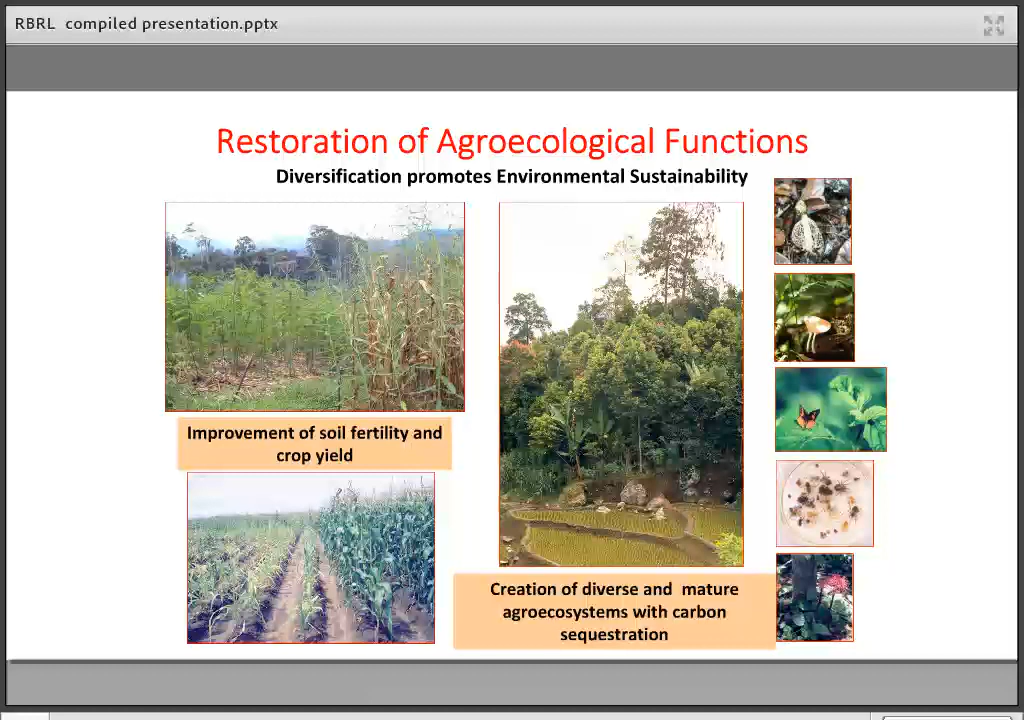 RBRL compiled presentation.pptx
Restoration of Agroecological Functions
Diversification promotes Environmental Sustainability
Improvement of soil fertility and
crop yield
Creation of diverse and mature
agroecosystems with carbon
sequestration